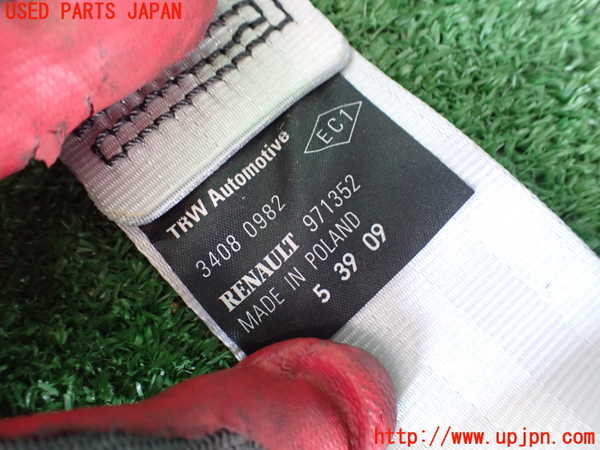 USED PARTS JAPAN
EC1
TRW Automotive
3408 0982
RENAULT 971352
MADE IN POLAND
5 39 09
http://www.upjpn.com/